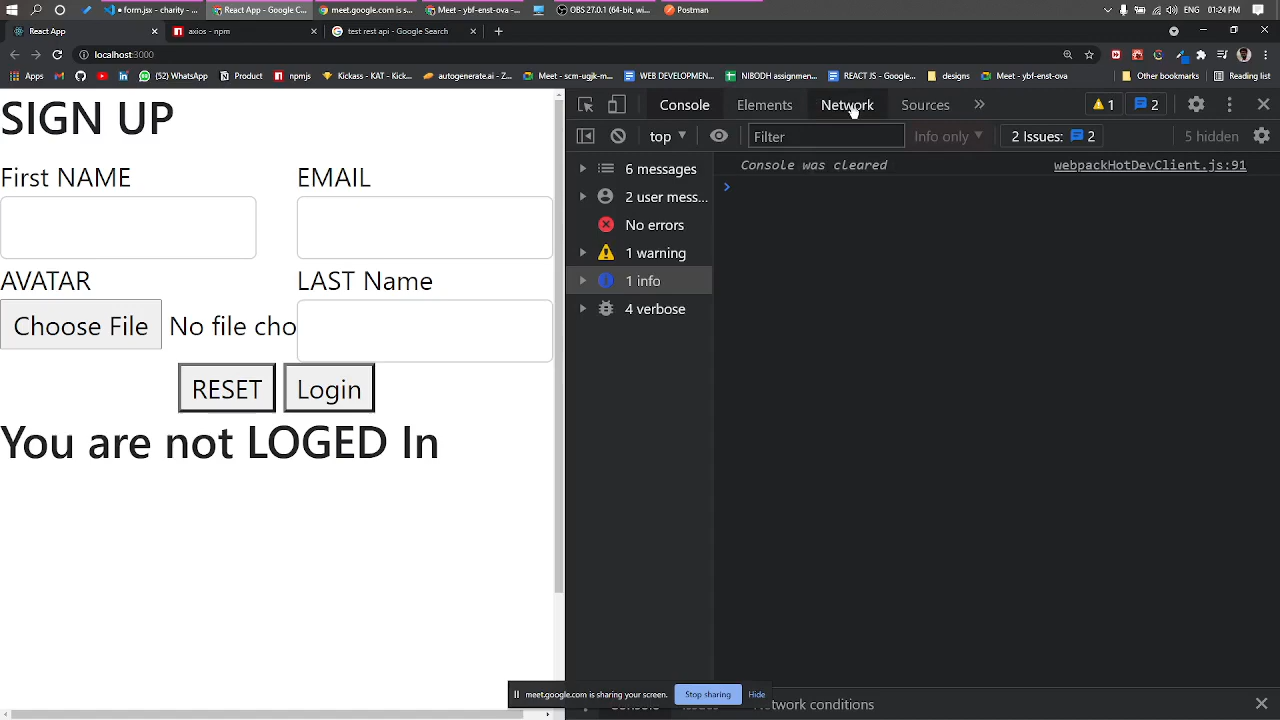 form.jsx - charity - ...
React App - Google C...
meet.google.com is s...
Meet - ybf-enst-ova - ...
OBS 27.0.1 (64-bit, wi...
Postman
ENG
01:24 PM
React App
axios - npm
test rest api - Google Search
localhost:3000
Apps
(52) WhatsApp
Product
npmjs
Kickass - KAT - Kick...
autogenerate.ai - Z...
Meet - scm-ugjk-m...
WEB DEVELOPMEN...
NIBOSH assignmen...
REACT JS - Google...
designs
Meet - ybf-enst-ova
Other bookmarks
Reading list
SIGN UP
First NAME
EMAIL
AVATAR
LAST Name
Choose File
No file cho
RESET
Login
You are not LOGED In
Console
Elements
Network
Sources
1
2
top
Filter
Info only
2 Issues:
2
5 hidden
6 messages
2 user mess...
No errors
1 warning
1 info
4 verbose
Console was cleared
webpackHotDevClient.js:91
meet.google.com is sharing your screen.
Stop sharing
Hide
Network conditions